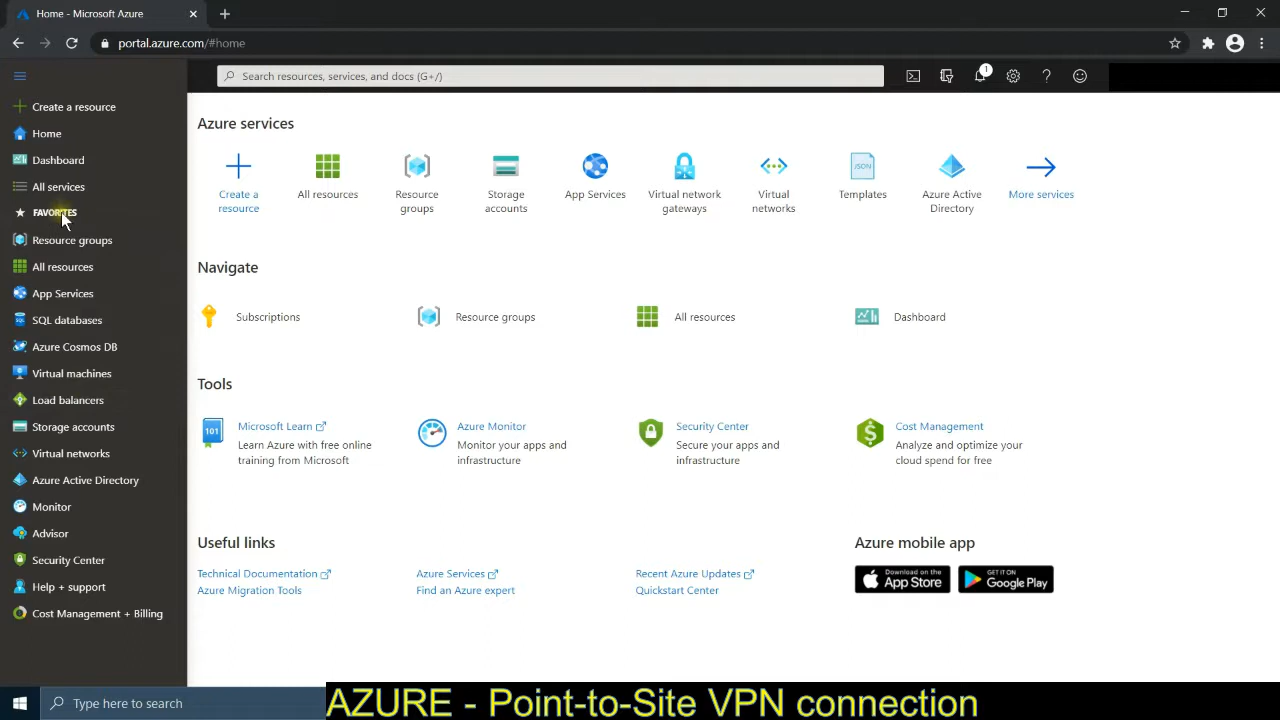 Home - Microsoft Azure
portal.azure.com/#home
Search resources, services, and docs (G+/)
1
Create a resource
Home
Dashboard
All services
FAVORITES
Resource groups
All resources
App Services
SQL databases
Azure Cosmos DB
Virtual machines
Load balancers
Storage accounts
Virtual networks
Azure Active Directory
Monitor
Advisor
Security Center
Help + support
Cost Management + Billing
Azure services
Create a
resource
All resources
Resource
groups
Storage
accounts
App Services
Virtual network
gateways
Virtual
networks
JSON
Templates
Azure Active
Directory
More services
Navigate
Subscriptions
Resource groups
All resources
Dashboard
Tools
101
Microsoft Learn
Learn Azure with free online
training from Microsoft
Azure Monitor
Monitor your apps and
infrastructure
Security Center
Secure your apps and
infrastructure
Cost Management
Analyze and optimize your
cloud spend for free
Useful links
Technical Documentation
Azure Migration Tools
Azure Services
Find an Azure expert
Recent Azure Updates
Quickstart Center
Azure mobile app
Download on the
App Store
GET IT ON
Google Play
Type here to search
AZURE - Point-to-Site VPN connection